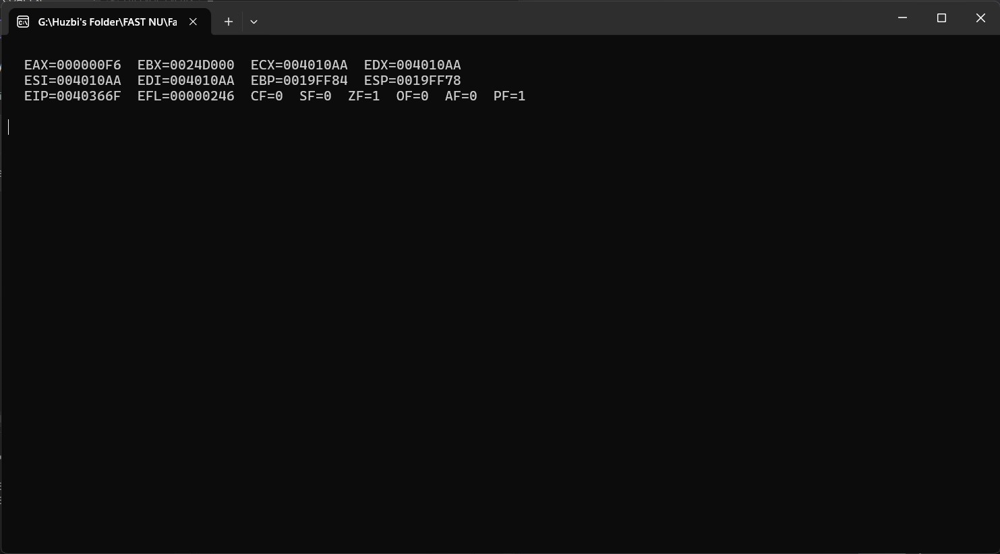 G:\Huzbi's Folder\FAST NU\Fa
EAX=000000F6  EBX=0024D000  ECX=004010AA  EDX=004010AA
ESI=004010AA  EDI=004010AA  EBP=0019FF84  ESP=0019FF78
EIP=0040366F  EFL=00000246  CF=0  SF=0  ZF=1  OF=0  AF=0  PF=1